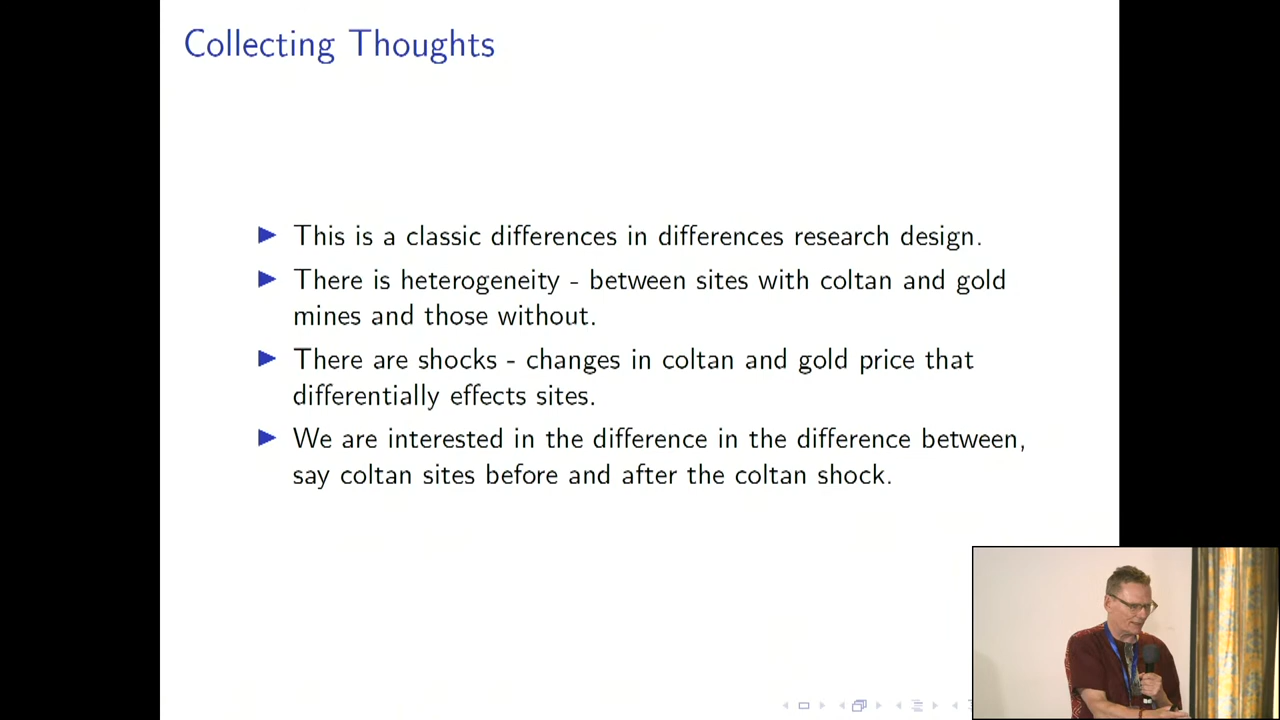 Collecting Thoughts
This is a classic differences in differences research design.
There is heterogeneity - between sites with coltan and gold
mines and those without.
There are shocks - changes in coltan and gold price that
differentially effects sites.
We are interested in the difference in the difference between,
say coltan sites before and after the coltan shock.